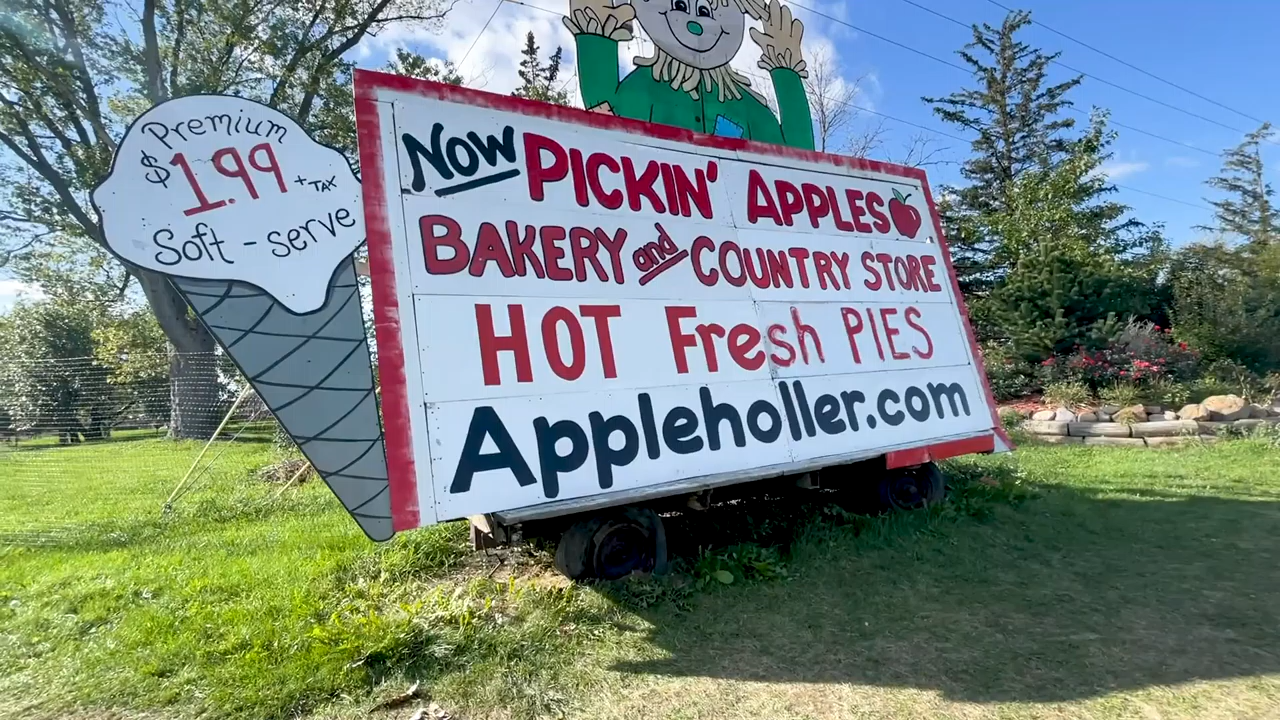 Premium
$1.99 + TAX
Soft-serve
NOW PICKIN' APPLES
BAKERY and COUNTRY STORE
HOT Fresh PIES
Appleholler.com